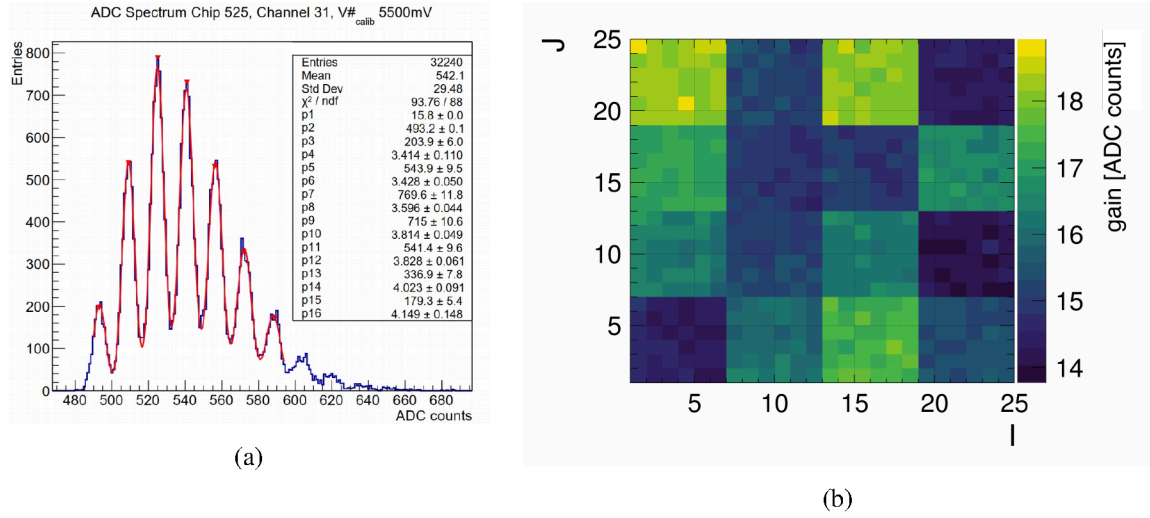 ADC Spectrum Chip 525, Channel 31, V#calib 5500mV
Entries
800
700
600
500
400
300
200
100
0
480 500 520 540 560 580 600 620 640 660 680
ADC counts
Entries 32240
Mean 542.1
Std Dev 29.48
χ² / ndf 93.76 / 88
p1 15.8 ± 0.0
p2 493.2 ± 0.1
p3 203.9 ± 6.0
p4 3.414 ± 0.110
p5 543.9 ± 9.5
p6 3.428 ± 0.050
p7 769.6 ± 11.8
p8 3.596 ± 0.044
p9 715 ± 10.6
p10 3.814 ± 0.049
p11 541.4 ± 9.6
p12 3.828 ± 0.061
p13 336.9 ± 7.8
p14 4.023 ± 0.091
p15 179.3 ± 5.4
p16 4.149 ± 0.148
(a)
J
25
20
15
10
5
5 10 15 20 25
I
18
17
16
15
14
gain [ADC counts]
(b)